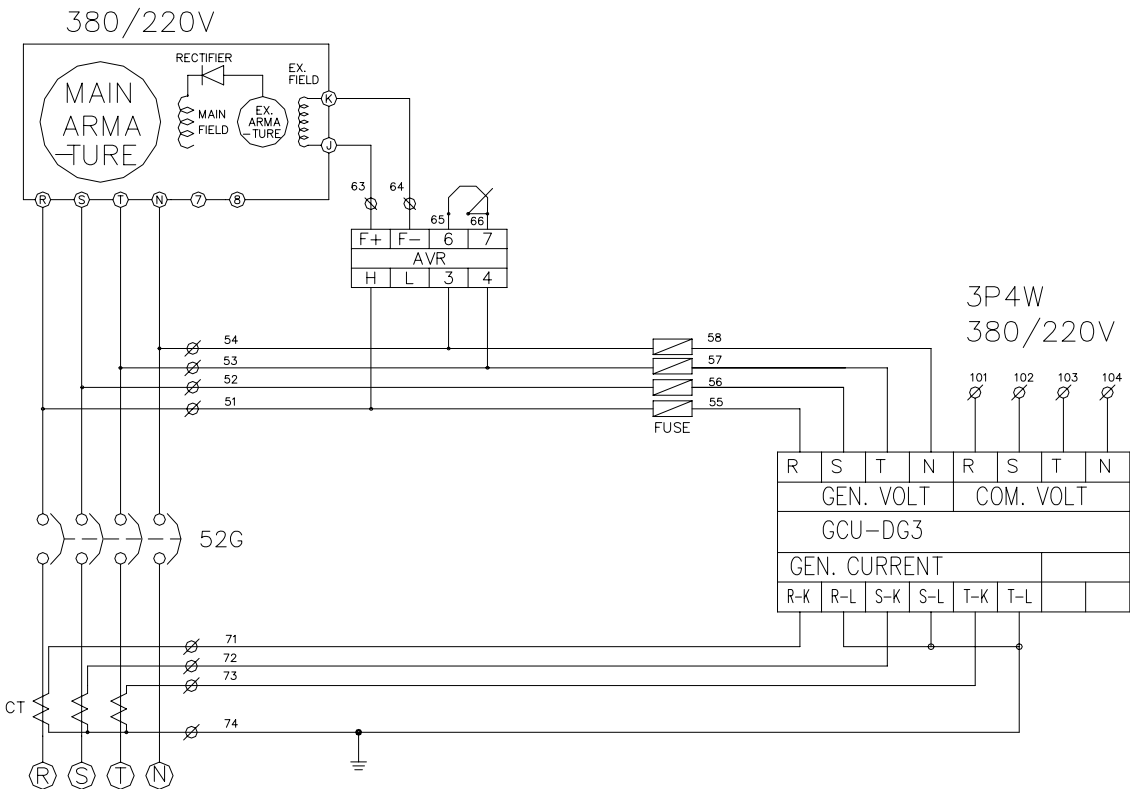 380/220V
RECTIFIER
EX.
FIELD
MAIN
ARMA
-TURE
MAIN
FIELD
EX.
ARMA
-TURE
K
J
R S T N 7 8
63 64 65 66
F+ F- 6 7
AVR
H L 3 4
3P4W
380/220V
54 58
53 57
52 56
51 55
FUSE
101 102 103 104
R S T N R S T N
GEN. VOLT COM. VOLT
GCU-DG3
GEN. CURRENT
R-K R-L S-K S-L T-K T-L
52G
71
72
73
CT
74
R S T N